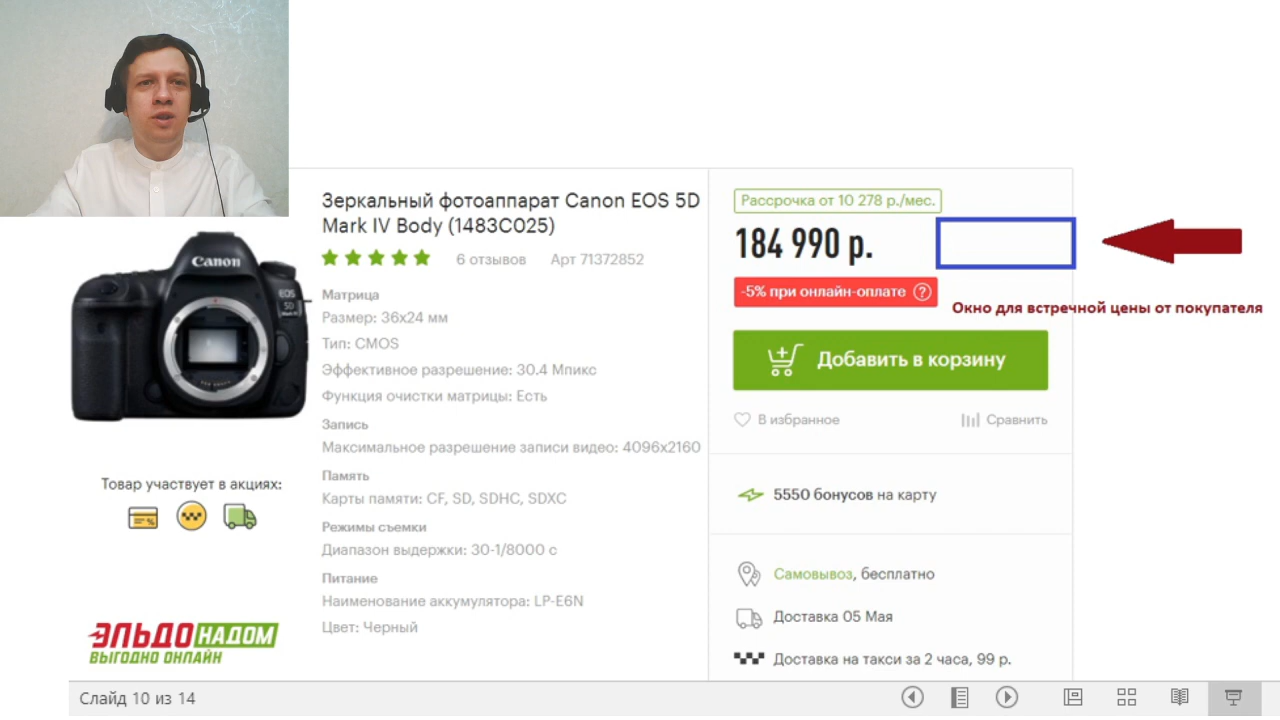 Зеркальный фотоаппарат Canon EOS 5D
Mark IV Body (1483C025)
6 отзывов Арт 71372852
Матрица
Размер: 36x24 мм
Тип: CMOS
Эффективное разрешение: 30.4 Мпикс
Функция очистки матрицы: Есть
Запись
Максимальное разрешение записи видео: 4096x2160
Память
Карты памяти: CF, SD, SDHC, SDXC
Режимы съемки
Диапазон выдержки: 30-1/8000 с
Питание
Наименование аккумулятора: LP-E6N
Цвет: Черный
Canon
EOS
5D
Товар участвует в акциях:
ЭЛЬДОНАДОМ
ВЫГОДНО ОНЛАЙН
Рассрочка от 10 278 р./мес.
184 990 р.
-5% при онлайн-оплате ?
Окно для встречной цены от покупателя
Добавить в корзину
В избранное Сравнить
5550 бонусов на карту
Самовывоз, бесплатно
Доставка 05 Мая
Доставка на такси за 2 часа, 99 р.
Слайд 10 из 14